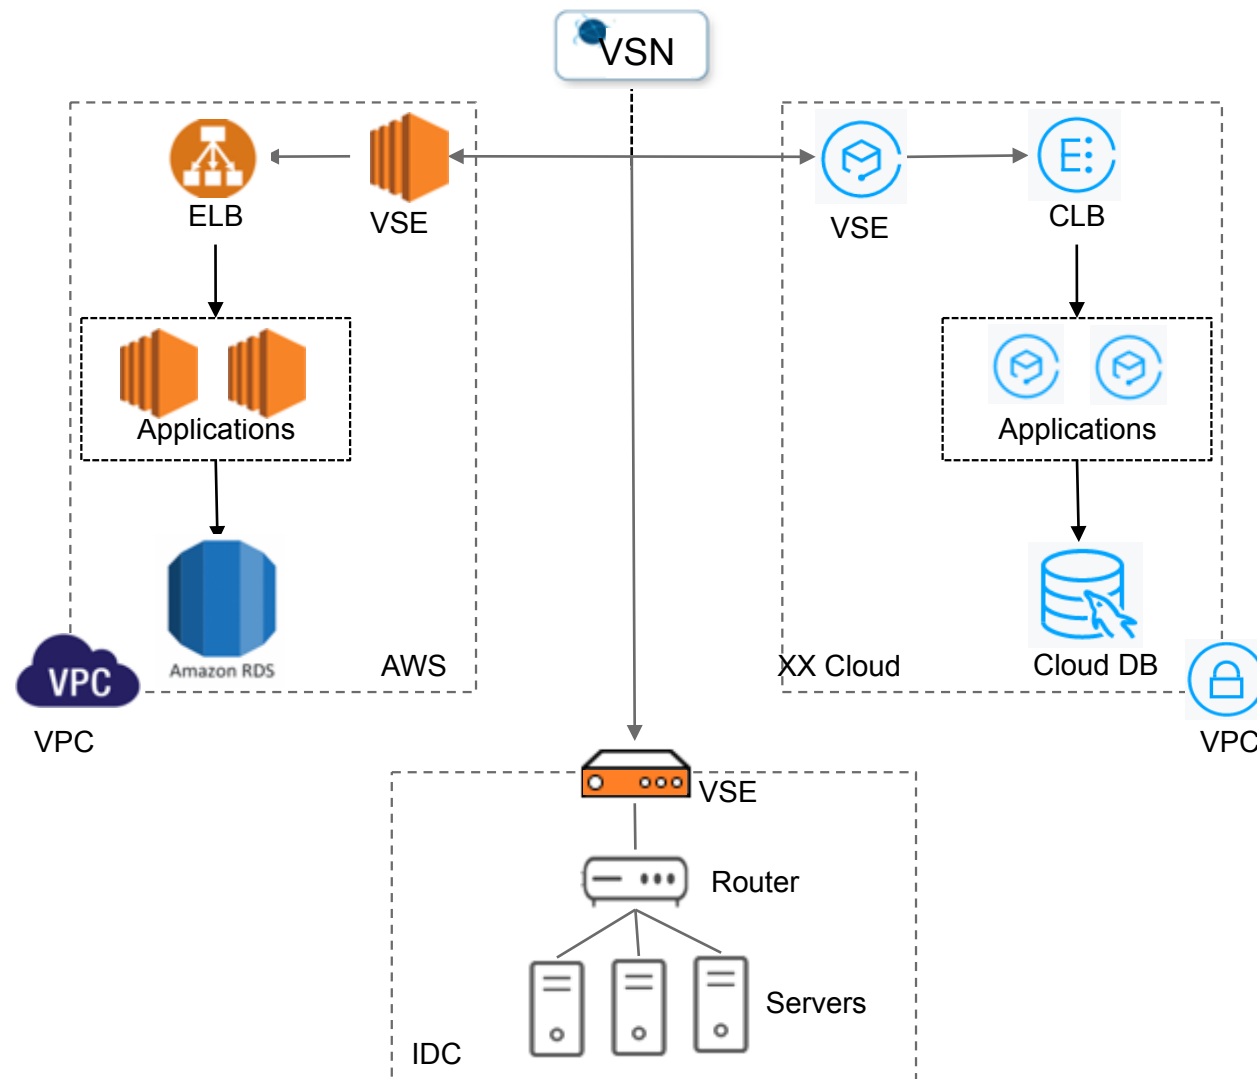 VSN
ELB
VSE
VSE
CLB
Applications
Applications
Amazon RDS
AWS
XX Cloud
Cloud DB
VPC
VPC
VPC
VSE
Router
Servers
IDC